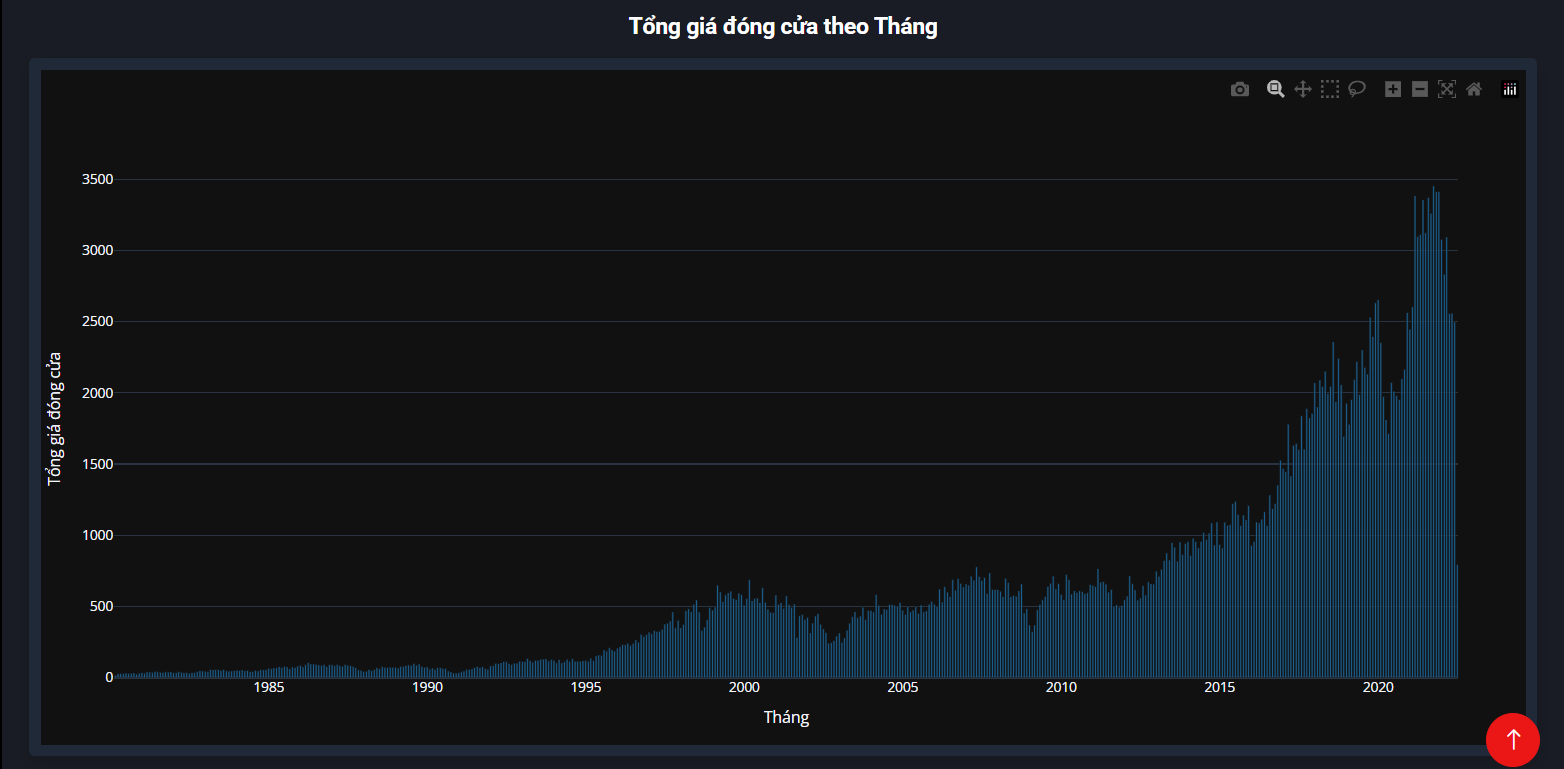 Tổng giá đóng cửa theo Tháng
3500
3000
2500
2000
1500
1000
500
0
Tổng giá đóng cửa
1985 1990 1995 2000 2005 2010 2015 2020
Tháng